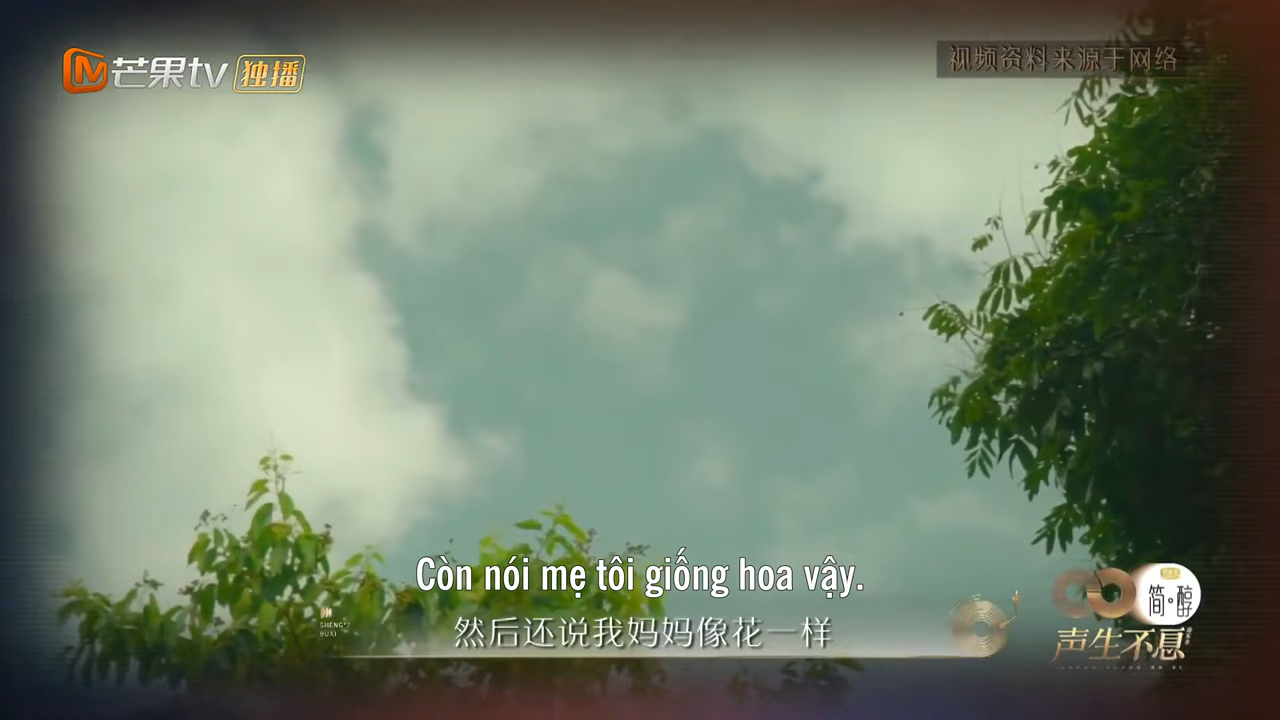 芒果tv 独播
视频资料来源于网络
Còn nói mẹ tôi giống hoa vậy.
然后还说我妈妈像花一样
SHENG
BUXI
简·醇
声生不息